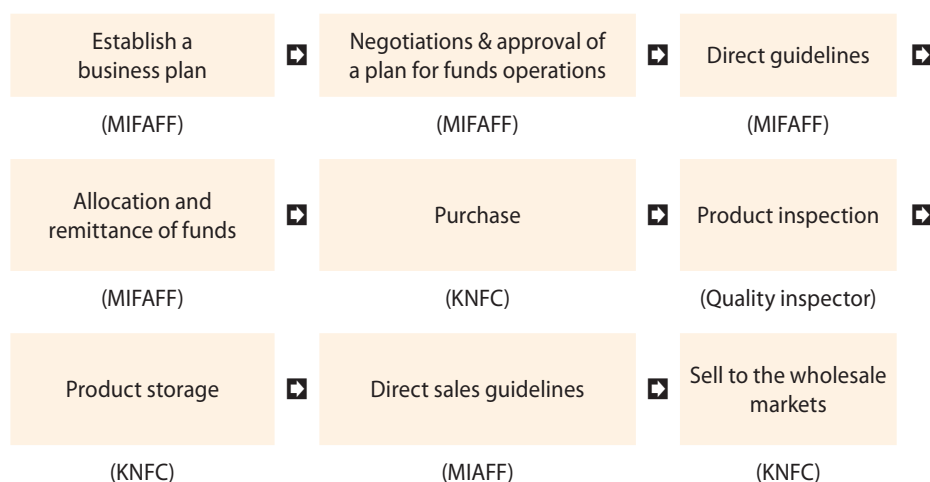 Establish a
business plan
Negotiations & approval of
a plan for funds operations
Direct guidelines
(MIFAFF)
(MIFAFF)
(MIFAFF)
Allocation and
remittance of funds
Purchase
Product inspection
(MIFAFF)
(KNFC)
(Quality inspector)
Product storage
Direct sales guidelines
Sell to the wholesale
markets
(KNFC)
(MIAFF)
(KNFC)